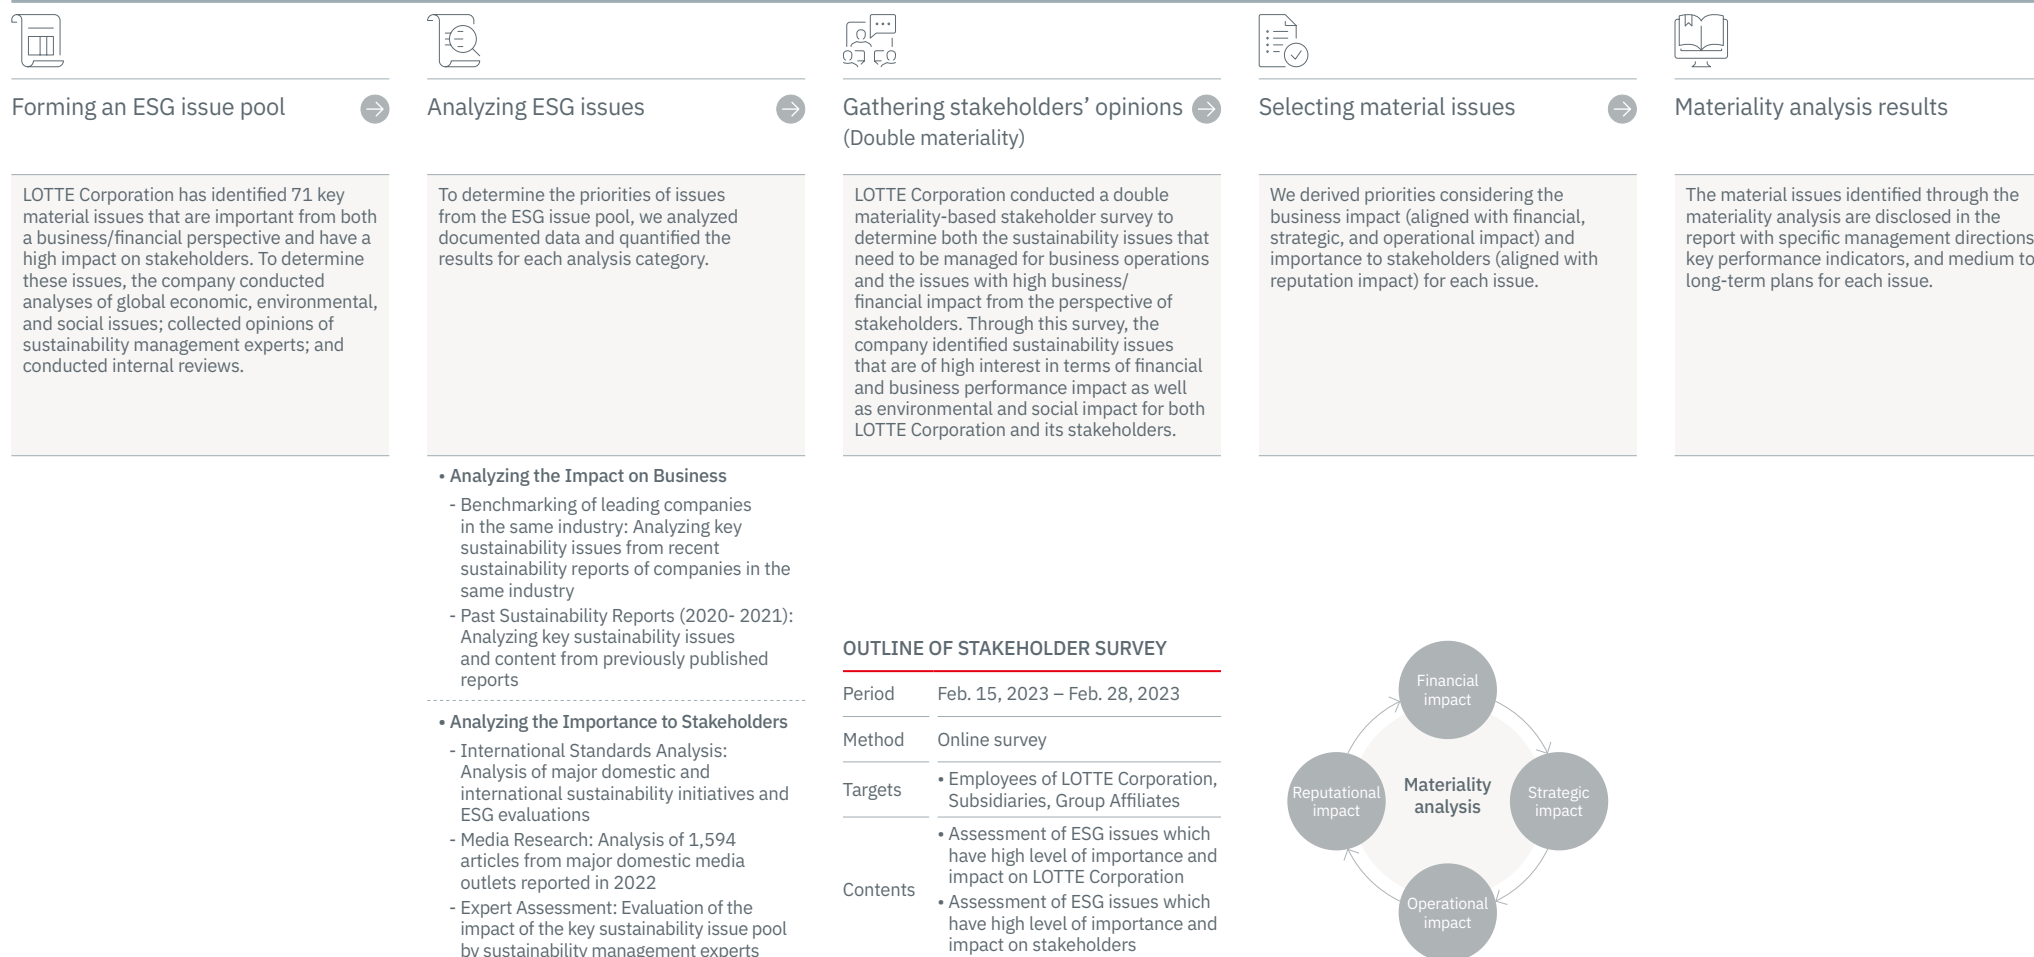 Forming an ESG issue pool
LOTTE Corporation has identified 71 key
material issues that are important from both
a business/financial perspective and have a
high impact on stakeholders. To determine
these issues, the company conducted
analyses of global economic, environmental,
and social issues; collected opinions of
sustainability management experts; and
conducted internal reviews.
Analyzing ESG issues
To determine the priorities of issues
from the ESG issue pool, we analyzed
documented data and quantified the
results for each analysis category.
• Analyzing the Impact on Business
- Benchmarking of leading companies
in the same industry: Analyzing key
sustainability issues from recent
sustainability reports of companies in the
same industry
- Past Sustainability Reports (2020- 2021):
Analyzing key sustainability issues
and content from previously published
reports
• Analyzing the Importance to Stakeholders
- International Standards Analysis:
Analysis of major domestic and
international sustainability initiatives and
ESG evaluations
- Media Research: Analysis of 1,594
articles from major domestic media
outlets reported in 2022
- Expert Assessment: Evaluation of the
impact of the key sustainability issue pool
by sustainability management experts
Gathering stakeholders’ opinions
(Double materiality)
LOTTE Corporation conducted a double
materiality-based stakeholder survey to
determine both the sustainability issues that
need to be managed for business operations
and the issues with high business/
financial impact from the perspective of
stakeholders. Through this survey, the
company identified sustainability issues
that are of high interest in terms of financial
and business performance impact as well
as environmental and social impact for both
LOTTE Corporation and its stakeholders.
OUTLINE OF STAKEHOLDER SURVEY
Period Feb. 15, 2023 – Feb. 28, 2023
Method Online survey
Targets
• Employees of LOTTE Corporation,
Subsidiaries, Group Affiliates
Contents
• Assessment of ESG issues which
have high level of importance and
impact on LOTTE Corporation
• Assessment of ESG issues which
have high level of importance and
impact on stakeholders
Selecting material issues
We derived priorities considering the
business impact (aligned with financial,
strategic, and operational impact) and
importance to stakeholders (aligned with
reputation impact) for each issue.
Financial
impact
Reputational
impact
Materiality
analysis
Strategic
impact
Operational
impact
Materiality analysis results
The material issues identified through the
materiality analysis are disclosed in the
report with specific management directions
key performance indicators, and medium to
long-term plans for each issue.